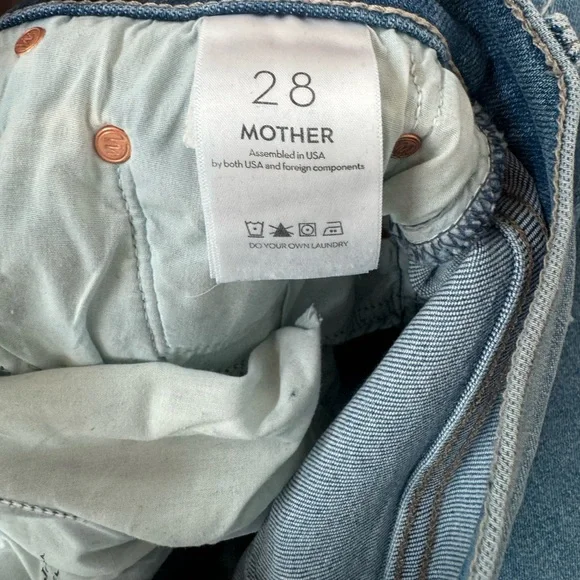 28
MOTHER
Assembled in USA
by both USA and foreign components
DO YOUR OWN LAUNDRY